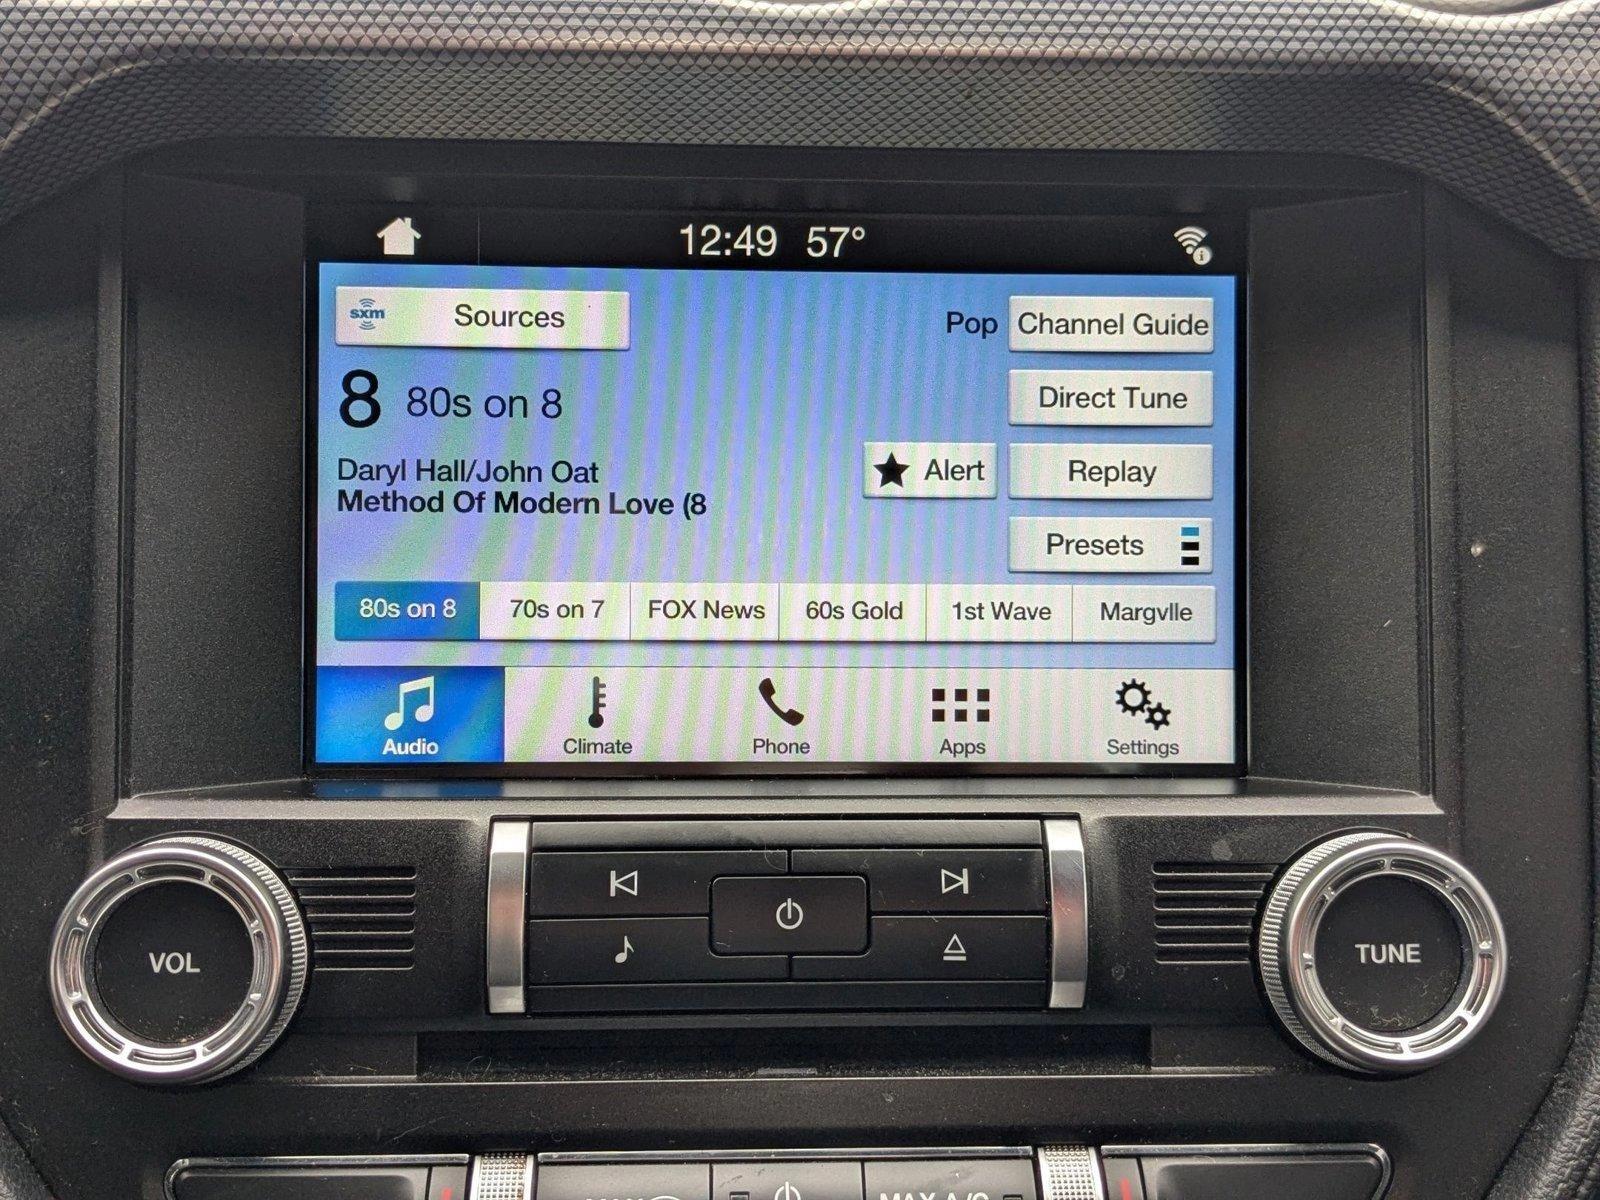 12:49 57°
sxm Sources
Pop Channel Guide
8 80s on 8
Direct Tune
Daryl Hall/John Oat
Alert
Replay
Method Of Modern Love (8
Presets
80s on 8 70s on 7 FOX News 60s Gold 1st Wave Margvlle
Audio Climate Phone Apps Settings
VOL
TUNE
MAX A/C